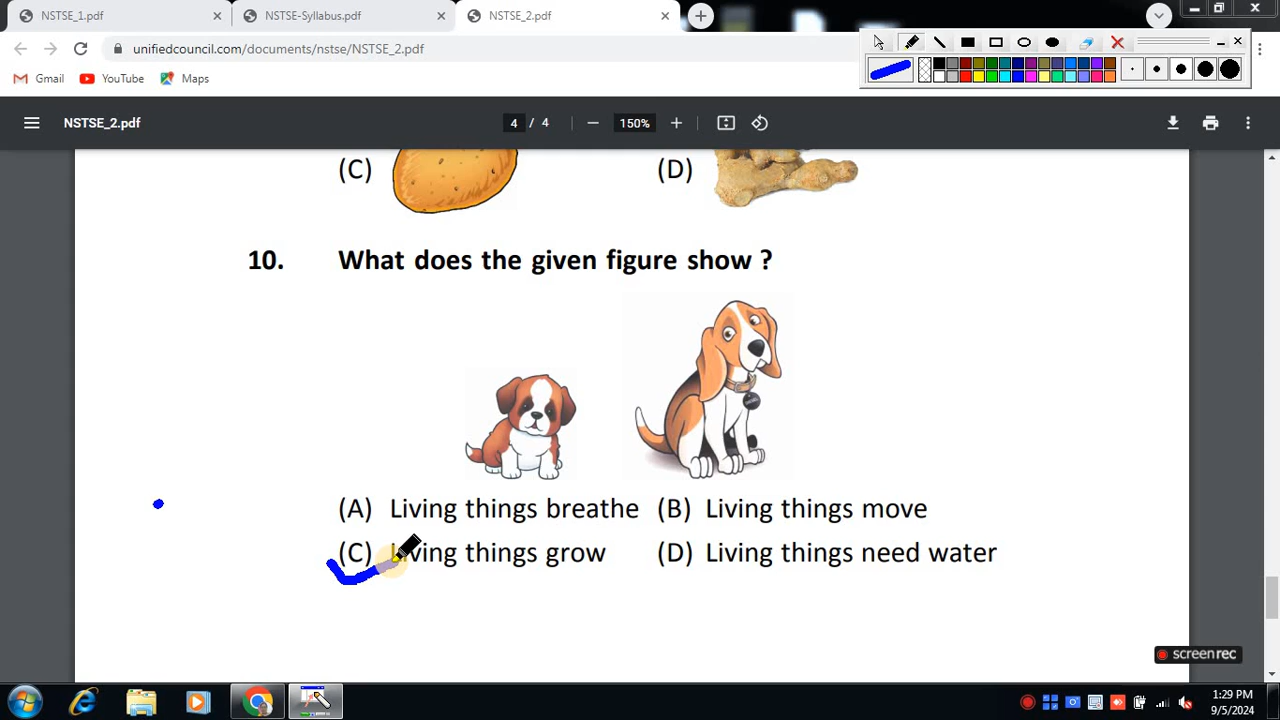 NSTSE_1.pdf
NSTSE-Syllabus.pdf
NSTSE_2.pdf
unifiedcouncil.com/documents/nstse/NSTSE_2.pdf
Gmail
YouTube
Maps
NSTSE_2.pdf
4 / 4
150%
(C)
(D)
10. What does the given figure show ?
(A) Living things breathe (B) Living things move
(C) Living things grow (D) Living things need water
screenrec
1:29 PM
9/5/2024